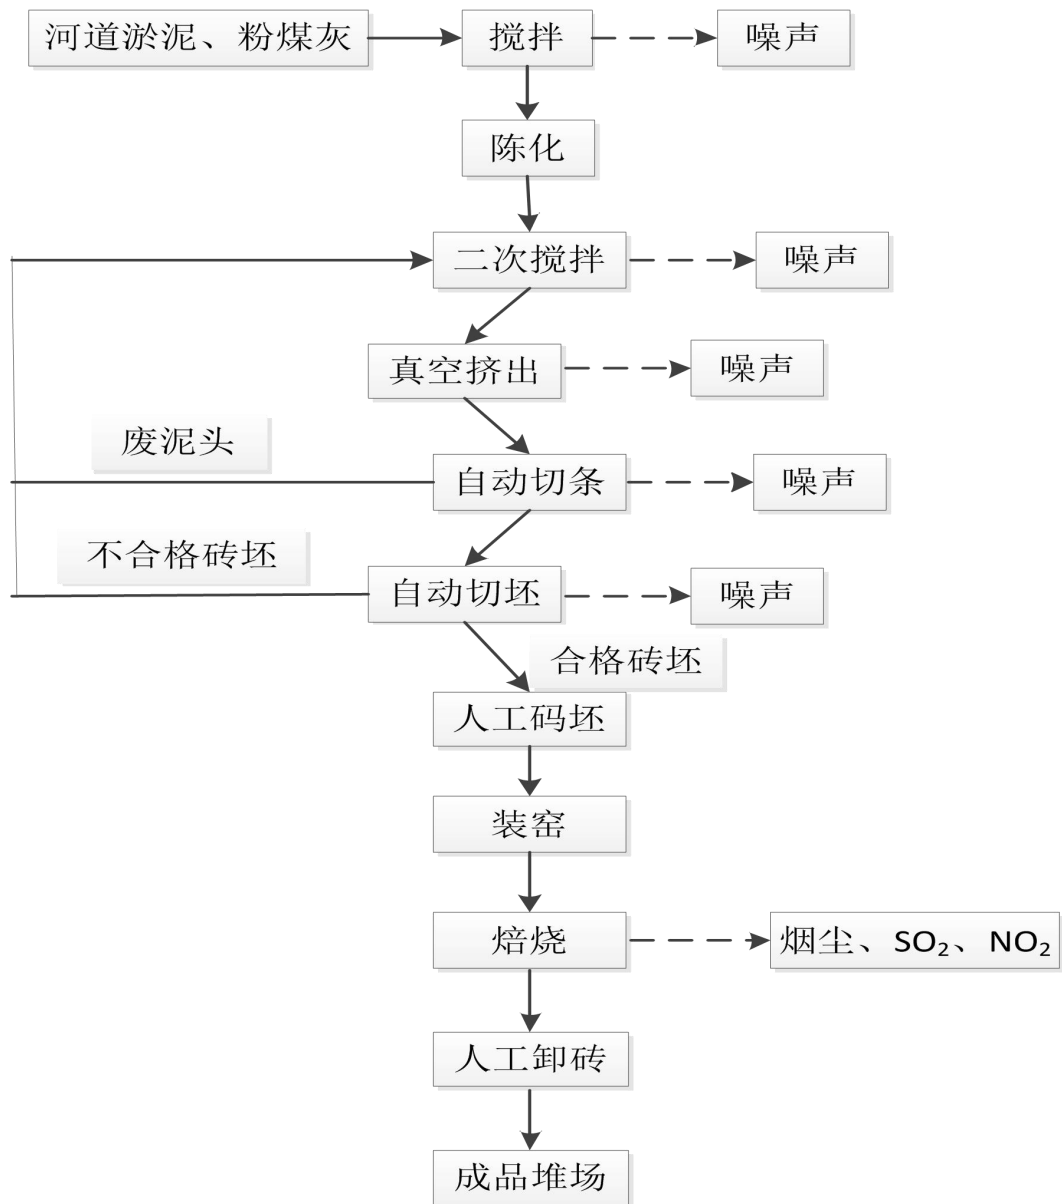 河道淤泥、粉煤灰
搅拌
噪声
陈化
二次搅拌
噪声
真空挤出
噪声
废泥头
自动切条
噪声
不合格砖坯
自动切坯
噪声
合格砖坯
人工码坯
装窑
焙烧
烟尘、SO₂、NO₂
人工卸砖
成品堆场